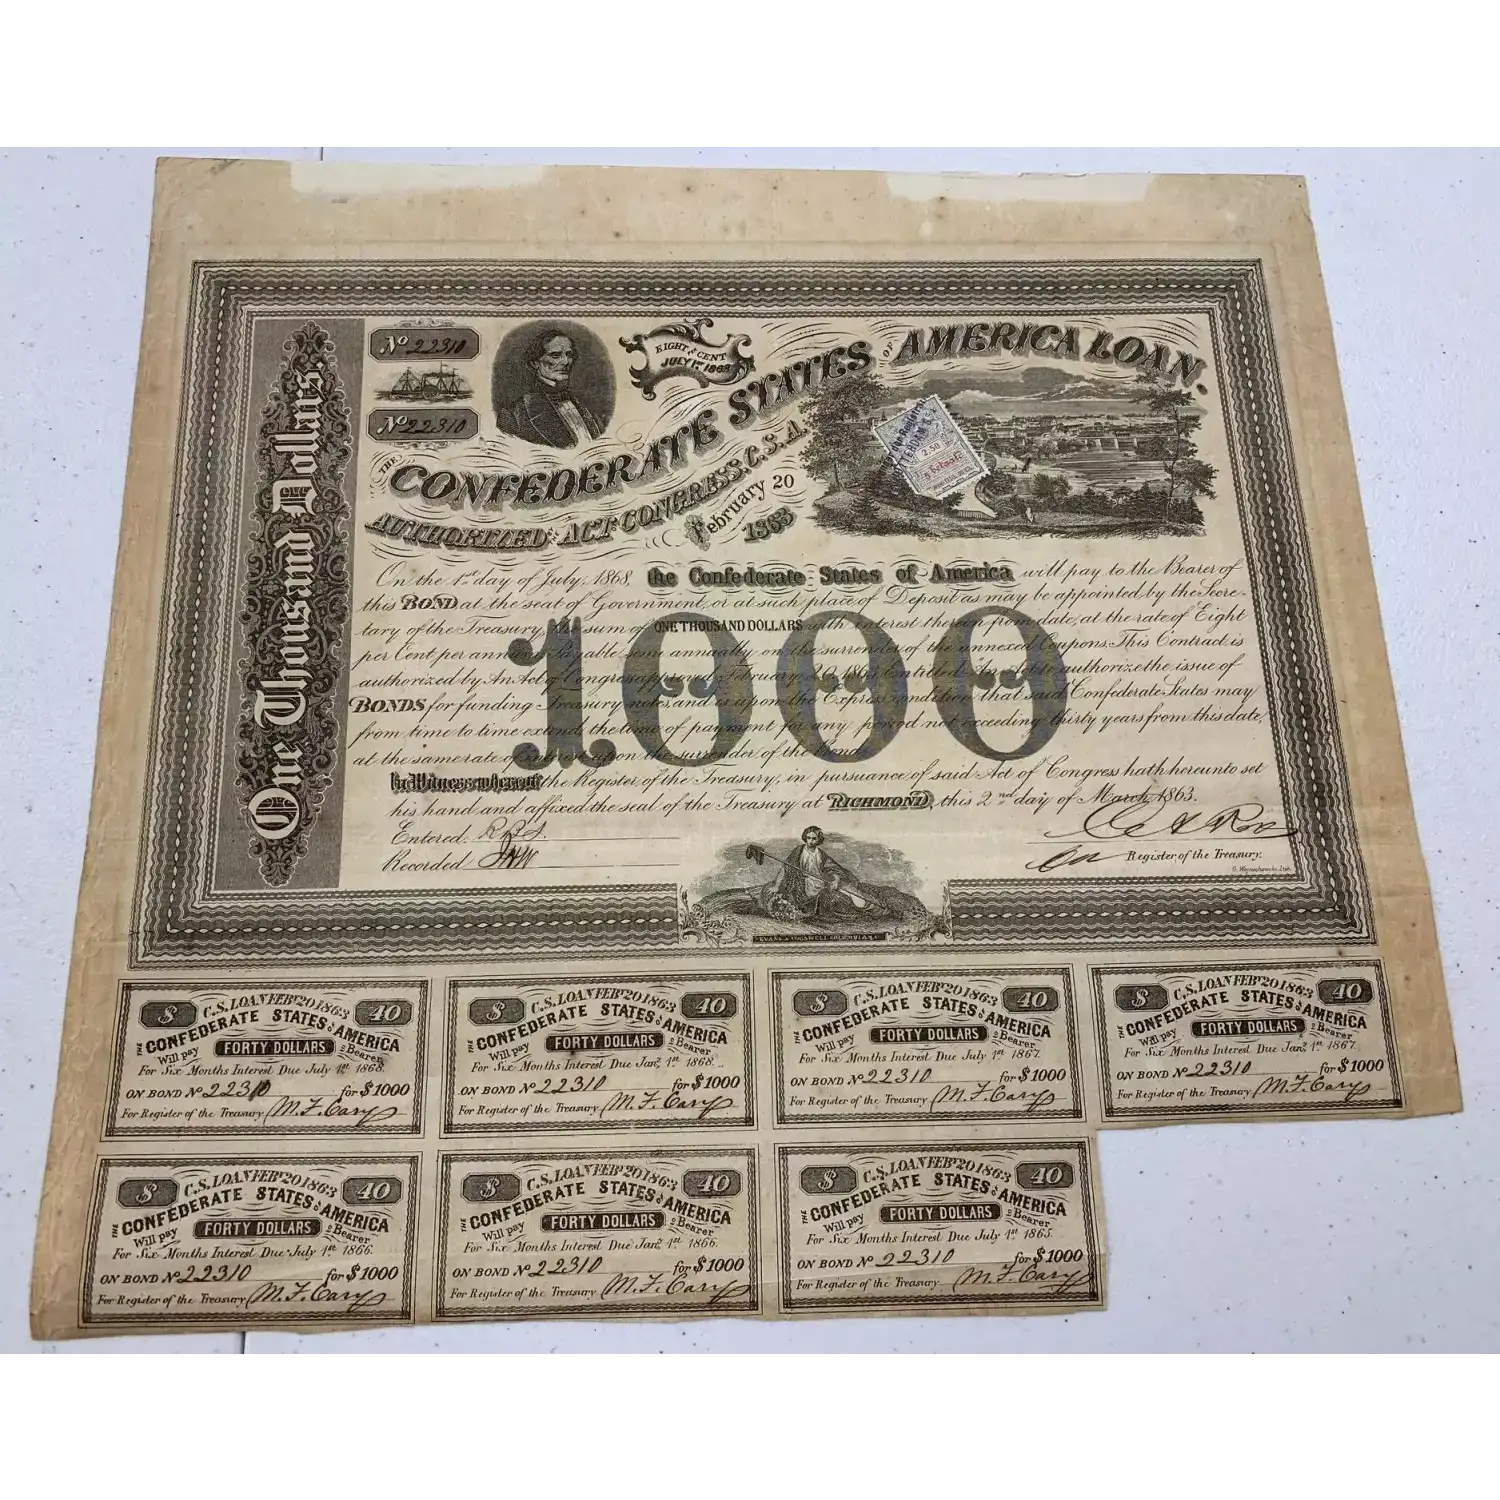 One Thousand Dollars.
No 22310
No 22310
EIGHT PR CENT
JULY 1st 1868
THE CONFEDERATE STATES OF AMERICA LOAN.
AUTHORIZED BY ACT OF CONGRESS, C.S.A.
February 20
1863
On the 1st day of July, 1868, the Confederate States of America will pay to the Bearer of
this BOND at the seat of Government, or at such place of Deposit as may be appointed by the Secre-
tary of the Treasury, the sum of ONE THOUSAND DOLLARS with interest thereon from date, at the rate of Eight
per Cent per annum, Payable semi annually on the surrender of the annexed Coupons. This Contract is
authorized by An Act of Congress approved February 20, 1863, Entitled An Act to authorize the issue of
BONDS for funding Treasury notes, and is upon the Express condition that said Confederate States may
from time to time extend the time of payment for any period not exceeding thirty years from this date,
at the same rate of interest upon the surrender of the bonds.
1000
In Witness whereof the Register of the Treasury, in pursuance of said Act of Congress hath hereunto set
his hand and affixed the seal of the Treasury at RICHMOND, this 2nd day of March, 1863.
Entered
Recorded
Register of the Treasury.
EVANS & COGSWELL COLUMBIA S.C.
$ C.S. LOAN FEBY 20 1863 40
THE CONFEDERATE STATES OF AMERICA
Will pay FORTY DOLLARS to Bearer
For Six Months Interest Due July 1st 1868.
ON BOND No 22310 for $1000
For Register of the Treasury
$ C.S. LOAN FEBY 20 1863 40
THE CONFEDERATE STATES OF AMERICA
Will pay FORTY DOLLARS to Bearer
For Six Months Interest Due Jany 1st 1868.
ON BOND No 22310 for $1000
For Register of the Treasury
$ C.S. LOAN FEBY 20 1863 40
THE CONFEDERATE STATES OF AMERICA
Will pay FORTY DOLLARS to Bearer
For Six Months Interest Due July 1st 1867.
ON BOND No 22310 for $1000
For Register of the Treasury
$ C.S. LOAN FEBY 20 1863 40
THE CONFEDERATE STATES OF AMERICA
Will pay FORTY DOLLARS to Bearer
For Six Months Interest Due Jany 1st 1867.
ON BOND No 22310 for $1000
For Register of the Treasury
$ C.S. LOAN FEBY 20 1863 40
THE CONFEDERATE STATES OF AMERICA
Will pay FORTY DOLLARS to Bearer
For Six Months Interest Due July 1st 1866.
ON BOND No 22310 for $1000
For Register of the Treasury
$ C.S. LOAN FEBY 20 1863 40
THE CONFEDERATE STATES OF AMERICA
Will pay FORTY DOLLARS to Bearer
For Six Months Interest Due Jany 1st 1866.
ON BOND No 22310 for $1000
For Register of the Treasury
$ C.S. LOAN FEBY 20 1863 40
THE CONFEDERATE STATES OF AMERICA
Will pay FORTY DOLLARS to Bearer
For Six Months Interest Due July 1st 1865.
ON BOND No 22310 for $1000
For Register of the Treasury